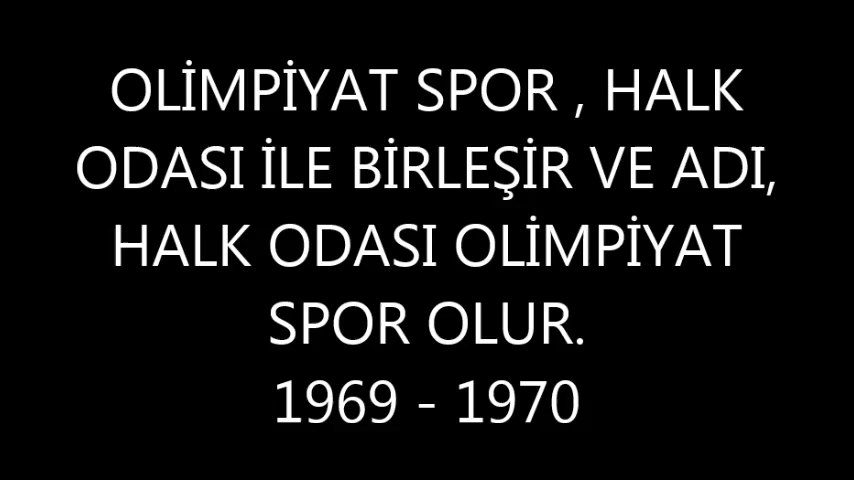 OLİMPİYAT SPOR , HALK
ODASI İLE BİRLEŞİR VE ADI,
HALK ODASI OLİMPİYAT
SPOR OLUR.
1969 - 1970